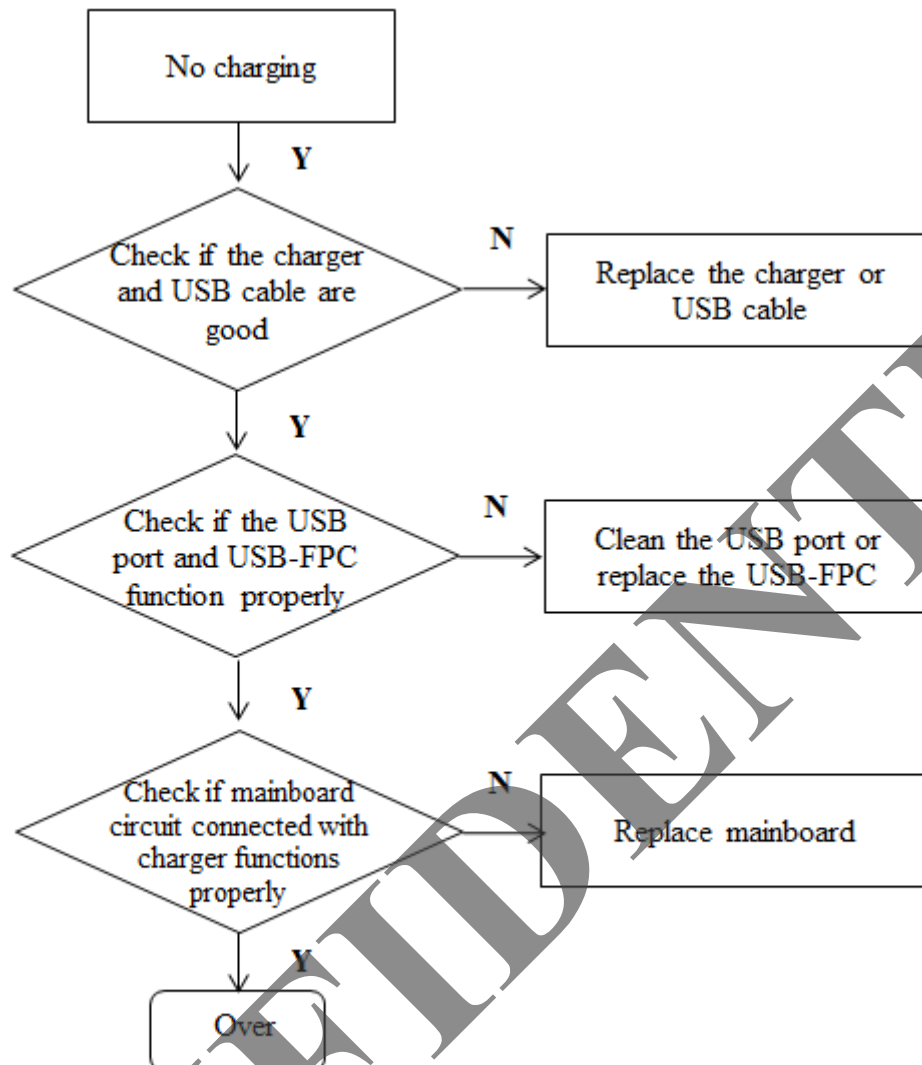 No charging
Y
Check if the charger
and USB cable are
good
N
Replace the charger or
USB cable
Y
Check if the USB
port and USB-FPC
function properly
N
Clean the USB port or
replace the USB-FPC
Y
Check if mainboard
circuit connected with
charger functions
properly
N
Replace mainboard
Y
Over
FIDENT